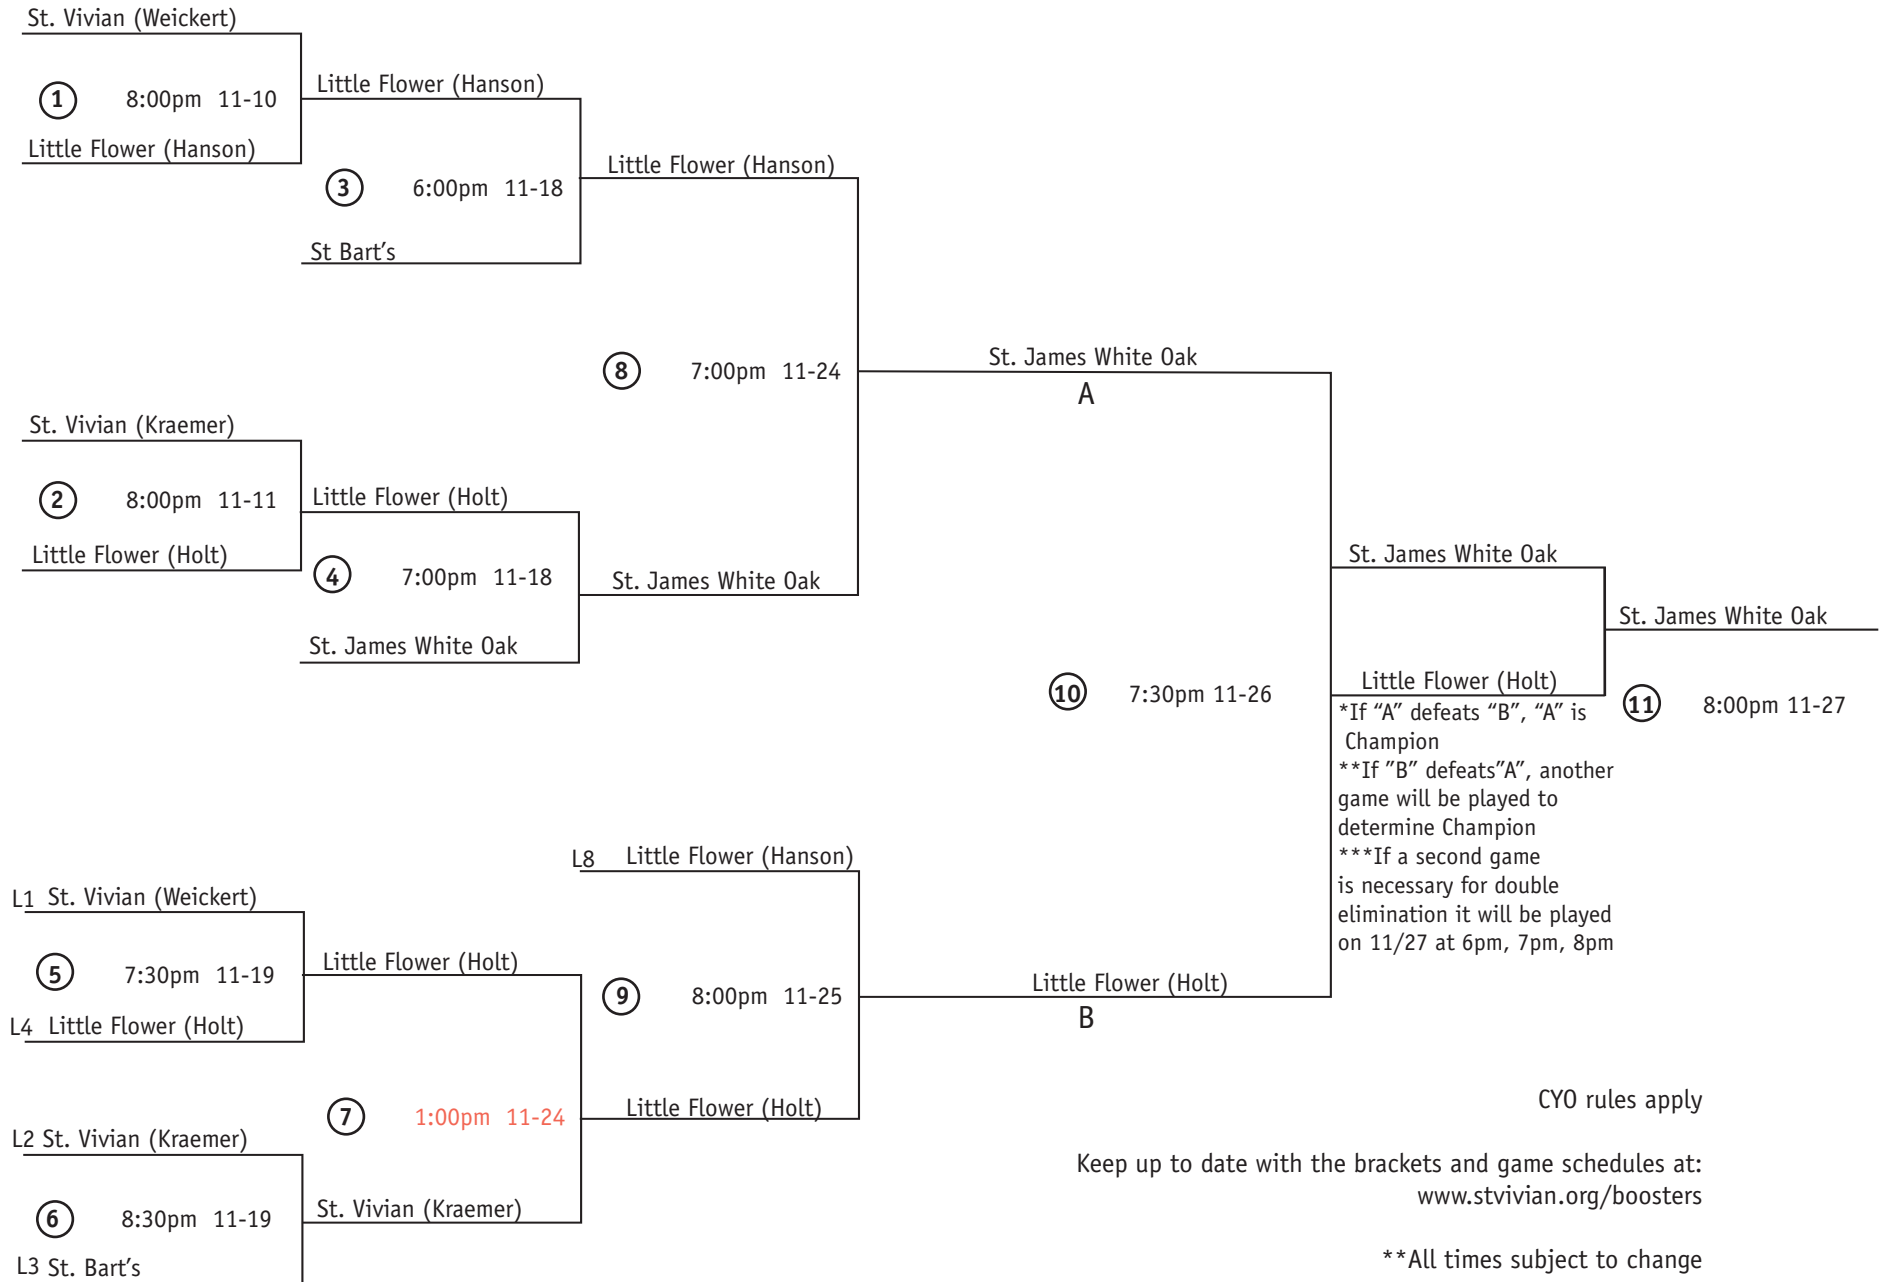 St. Vivian (Weickert)
1 8:00pm 11-10
Little Flower (Hanson)
Little Flower (Hanson)
3 6:00pm 11-18
St Bart's
Little Flower (Hanson)
8 7:00pm 11-24
St. Vivian (Kraemer)
2 8:00pm 11-11
Little Flower (Holt)
Little Flower (Holt)
4 7:00pm 11-18
St. James White Oak
St. James White Oak
St. James White Oak
A
10 7:30pm 11-26
St. James White Oak
Little Flower (Holt)
St. James White Oak
11 8:00pm 11-27
*If “A” defeats “B”, “A” is
Champion
**If ”B” defeats”A”, another
game will be played to
determine Champion
***If a second game
is necessary for double
elimination it will be played
on 11/27 at 6pm, 7pm, 8pm
L1 St. Vivian (Weickert)
5 7:30pm 11-19
L4 Little Flower (Holt)
Little Flower (Holt)
7 1:00pm 11-24
L2 St. Vivian (Kraemer)
6 8:30pm 11-19
L3 St. Bart's
St. Vivian (Kraemer)
L8 Little Flower (Hanson)
9 8:00pm 11-25
Little Flower (Holt)
Little Flower (Holt)
B
CYO rules apply
Keep up to date with the brackets and game schedules at:
www.stvivian.org/boosters
**All times subject to change